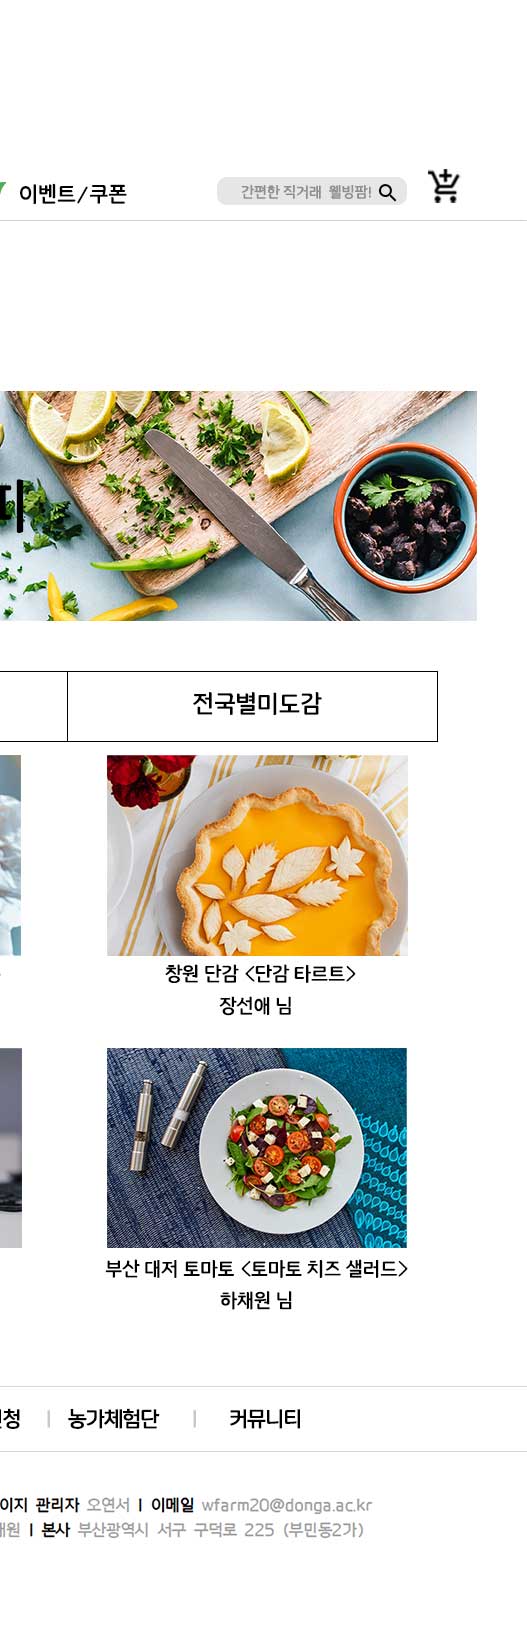 이벤트/쿠폰
간편한 직거래 웰빙팜!
전국별미도감
창원 단감 <단감 타르트>
장선애 님
부산 대저 토마토 <토마토 치즈 샐러드>
하채원 님
청 | 농가체험단 | 커뮤니티
이지 관리자 오연서 | 이메일 wfarm20@donga.ac.kr
채원 | 본사 부산광역시 서구 구덕로 225 (부민동2가)